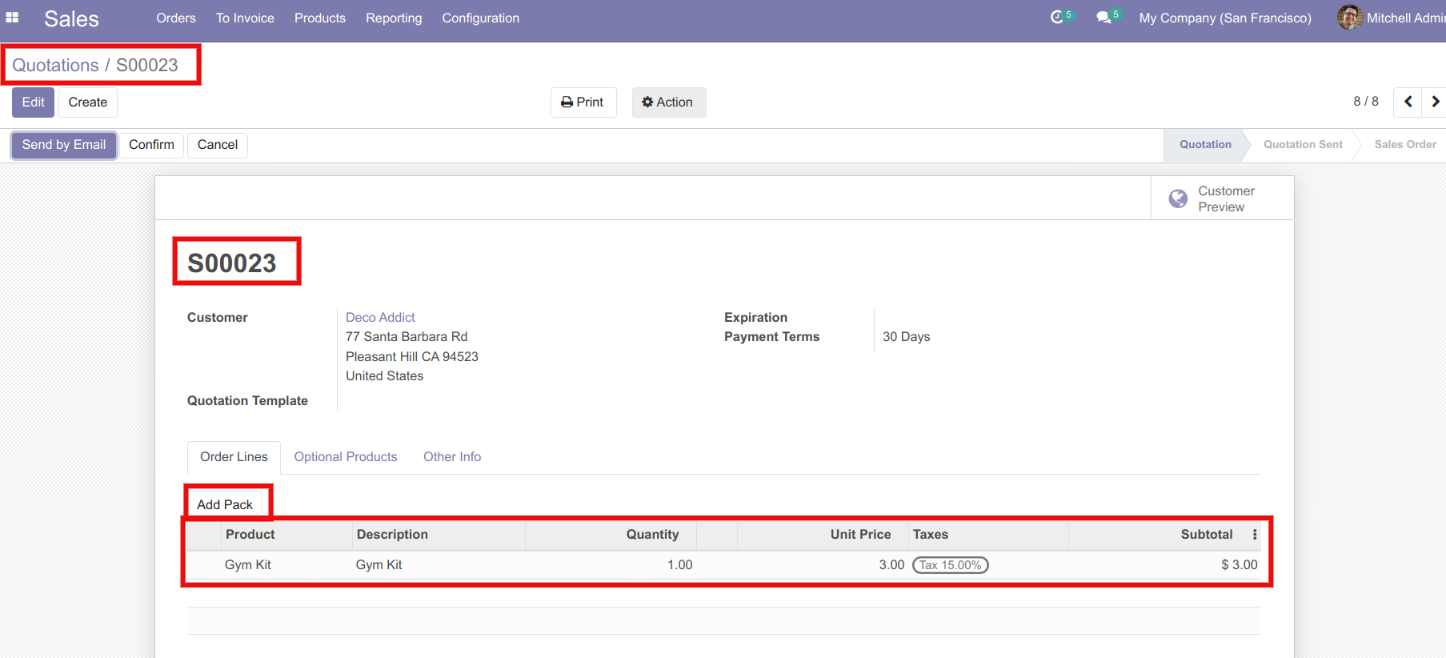 Sales Orders To Invoice Products Reporting Configuration 5 5 My Company (San Francisco) Mitchell Admin
Quotations / S00023
Edit Create Print Action 8 / 8
Send by Email Confirm Cancel Quotation Quotation Sent Sales Order
Customer
Preview
S00023
Customer Deco Addict Expiration
77 Santa Barbara Rd Payment Terms 30 Days
Pleasant Hill CA 94523
United States
Quotation Template
Order Lines Optional Products Other Info
Add Pack
Product Description Quantity Unit Price Taxes Subtotal
Gym Kit Gym Kit 1.00 3.00 Tax 15.00% $ 3.00